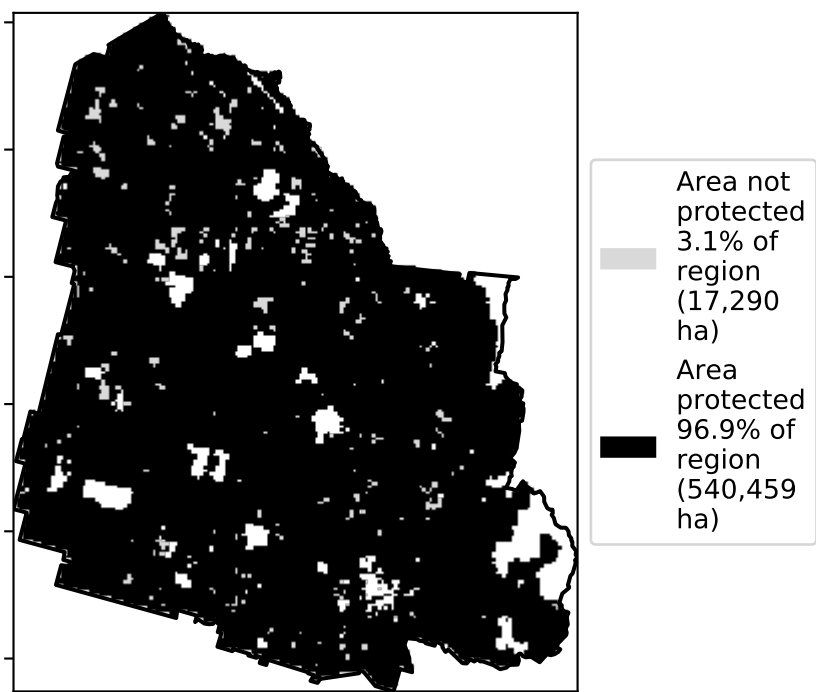 Area not
protected
3.1% of
region
(17,290
ha)
Area
protected
96.9% of
region
(540,459
ha)